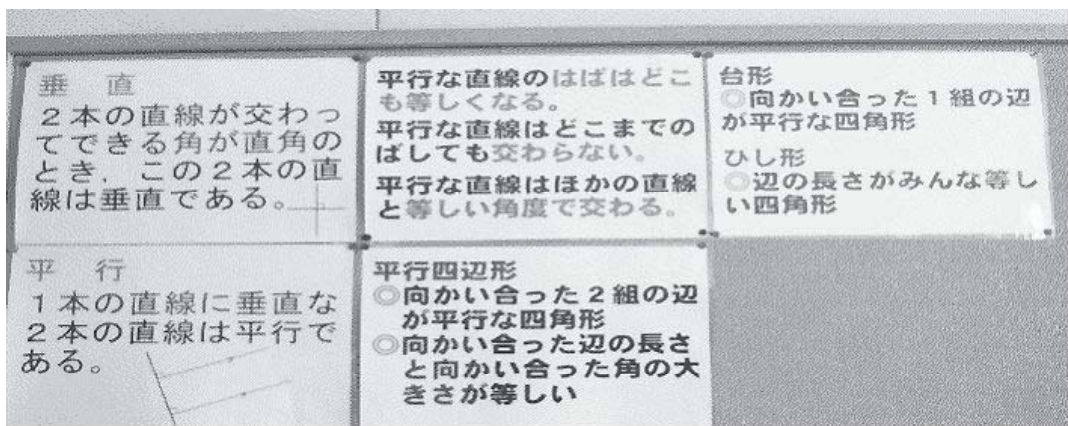 垂 直
2本の直線が交わっ
てできる角が直角の
とき，この2本の直
線は垂直である。
平行な直線のはばはどこ
も等しくなる。
平行な直線はどこまでの
ばしても交わらない。
平行な直線はほかの直線
と等しい角度で交わる。
台形
◎向かい合った1組の辺
が平行な四角形
ひし形
◎辺の長さがみんな等し
い四角形
平 行
1本の直線に垂直な
2本の直線は平行で
ある。
平行四辺形
◎向かい合った2組の辺
が平行な四角形
◎向かい合った辺の長さ
と向かい合った角の大
きさが等しい